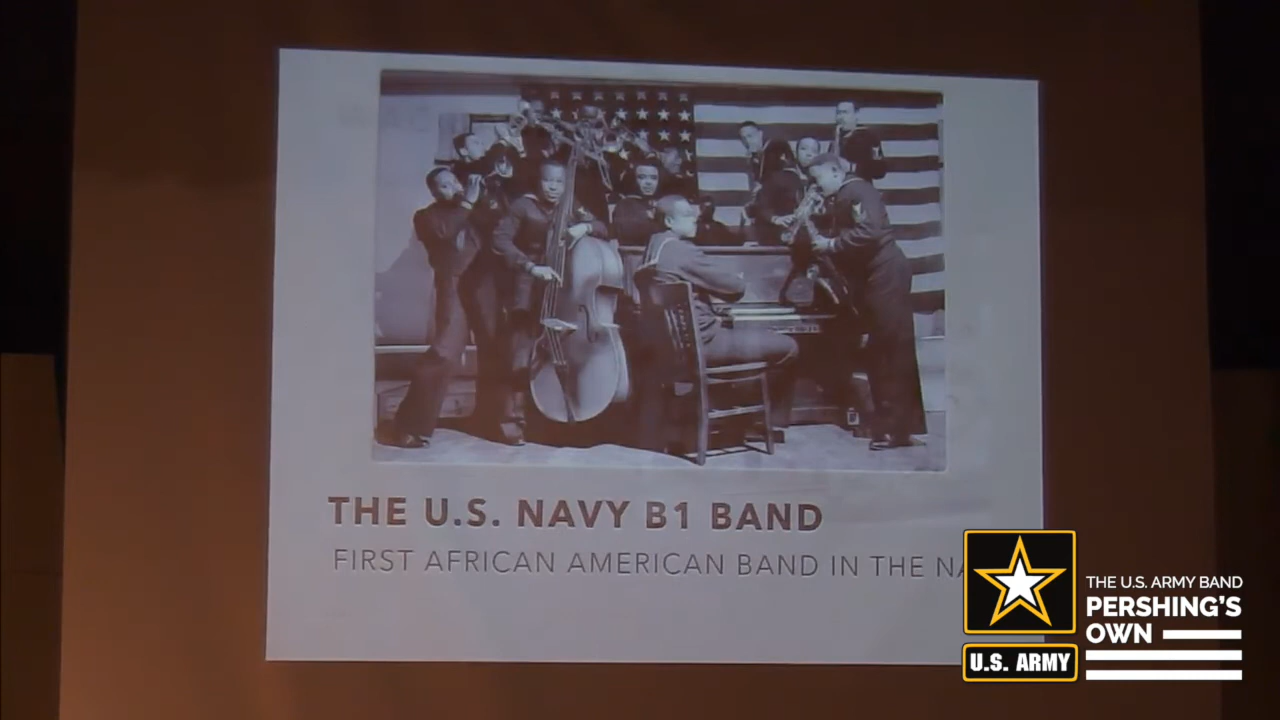 THE U.S. NAVY B1 BAND
FIRST AFRICAN AMERICAN BAND IN THE
U.S. ARMY
THE U.S. ARMY BAND
PERSHING'S
OWN